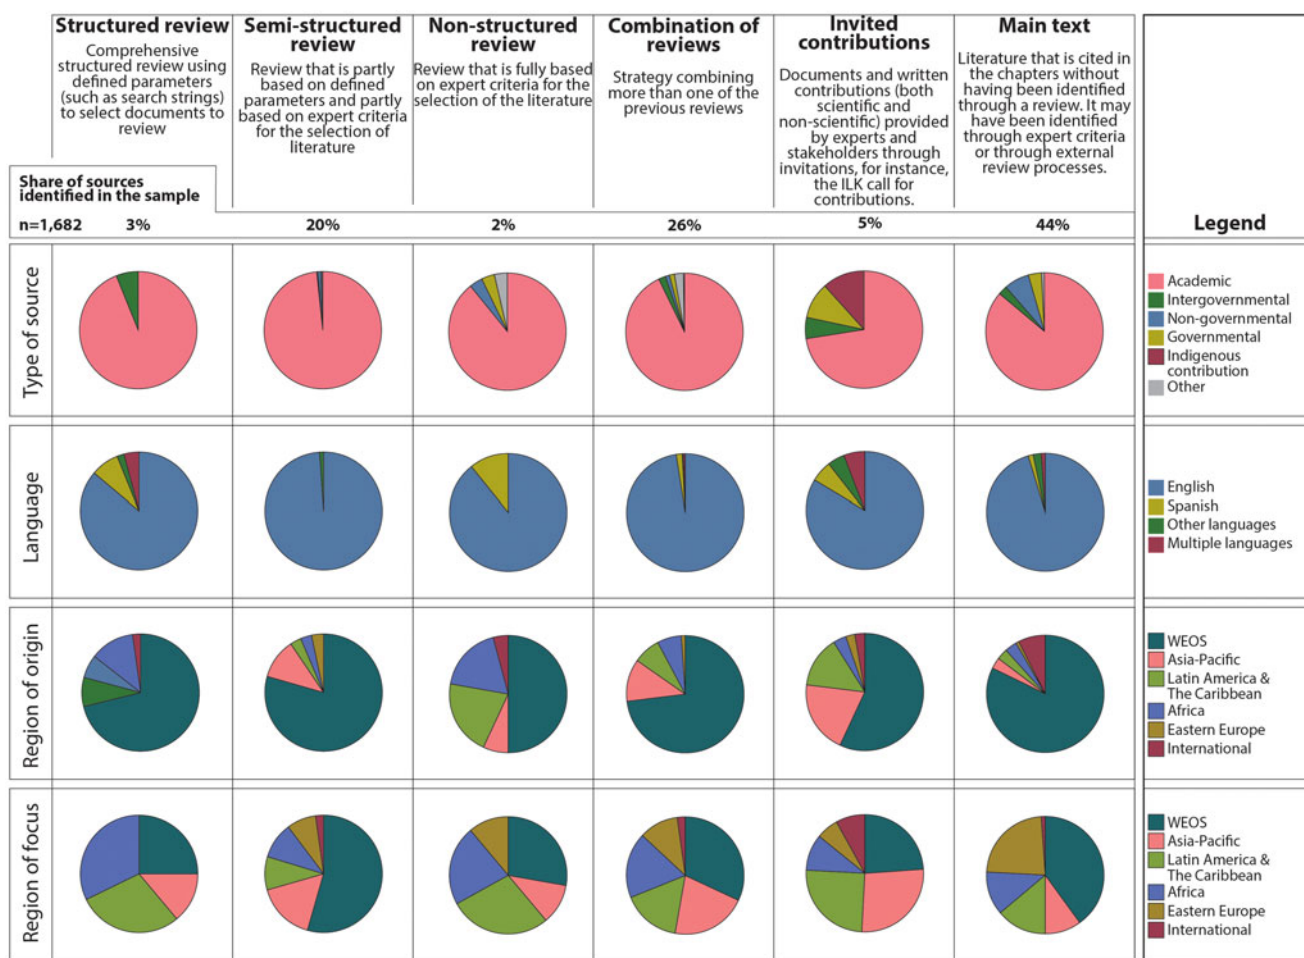 Structured review
Comprehensive
structured review using
defined parameters
(such as search strings)
to select documents to
review
Semi-structured
review
Review that is partly
based on defined
parameters and partly
based on expert criteria
for the selection of
literature
Non-structured
review
Review that is fully based
on expert criteria for the
selection of the literature
Combination
of reviews
Strategy combining
more than one of the
previous reviews
Invited
contributions
Documents and written
contributions (both
scientific and
non-scientific) provided
by experts and
stakeholders through
invitations, for instance,
the ILK call for
contributions.
Main text
Literature that is cited in
the chapters without
having been identified
through a review. It may
have been identified
through expert criteria
or through external
review processes.
Share of sources
identified in the sample
n=1,682 3% 20% 2% 26% 5% 44%
Legend
Type of source
Academic
Intergovernmental
Non-governmental
Governmental
Indigenous
contribution
Other
Language
English
Spanish
Other languages
Multiple languages
Region of origin
WEOS
Asia-Pacific
Latin America &
The Caribbean
Africa
Eastern Europe
International
Region of focus
WEOS
Asia-Pacific
Latin America &
The Caribbean
Africa
Eastern Europe
International